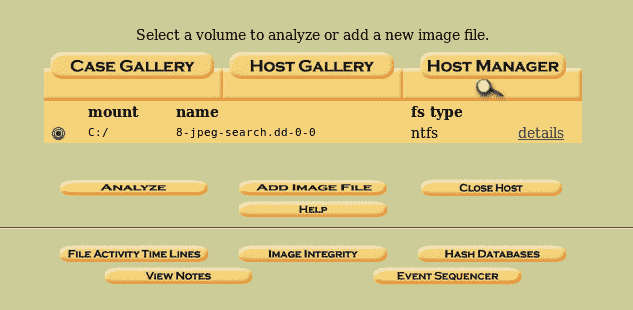 Select a volume to analyze or add a new image file.
CASE GALLERY HOST GALLERY HOST MANAGER
mount name fs type
C:/ 8-jpeg-search.dd-0-0 ntfs details
ANALYZE ADD IMAGE FILE CLOSE HOST
HELP
FILE ACTIVITY TIME LINES IMAGE INTEGRITY HASH DATABASES
VIEW NOTES EVENT SEQUENCER